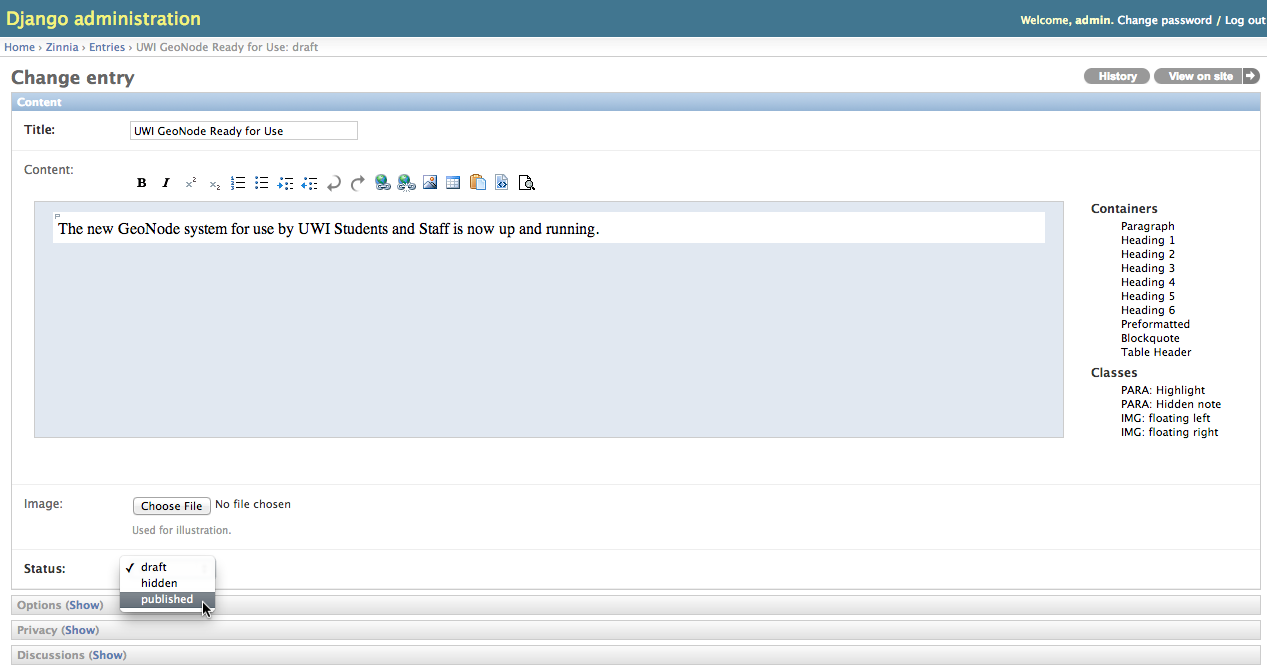 Django administration
Welcome, admin. Change password / Log out
Home › Zinnia › Entries › UWI GeoNode Ready for Use: draft
Change entry
History
View on site
Content
Title:
UWI GeoNode Ready for Use
Content:
B I x² x₂
P
The new GeoNode system for use by UWI Students and Staff is now up and running.
Containers
Paragraph
Heading 1
Heading 2
Heading 3
Heading 4
Heading 5
Heading 6
Preformatted
Blockquote
Table Header
Classes
PARA: Highlight
PARA: Hidden note
IMG: floating left
IMG: floating right
Image:
Choose File No file chosen
Used for illustration.
Status:
✓ draft
hidden
published
Options (Show)
Privacy (Show)
Discussions (Show)